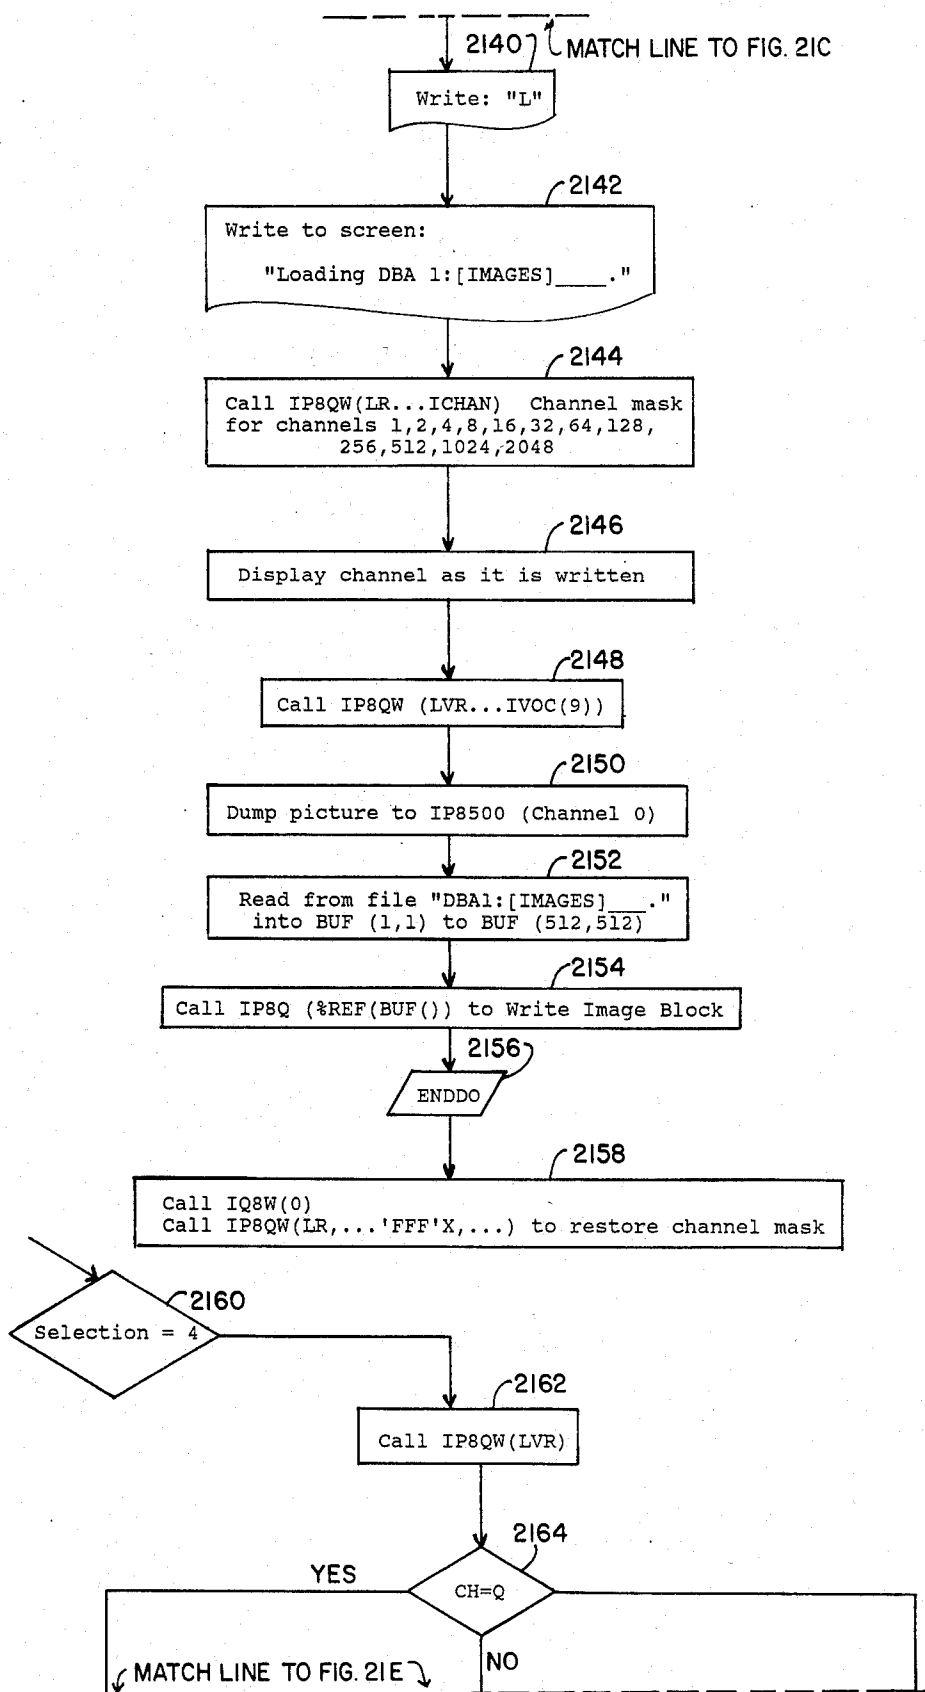 2140 MATCH LINE TO FIG. 21C
Write: "L"
2142
Write to screen:
"Loading DBA 1:[IMAGES]____."
2144
Call IP8QW(LR...ICHAN) Channel mask
for channels 1,2,4,8,16,32,64,128,
256,512,1024,2048
2146
Display channel as it is written
2148
Call IP8QW (LVR...IVOC(9))
2150
Dump picture to IP8500 (Channel 0)
2152
Read from file "DBA1:[IMAGES]___."
into BUF (1,1) to BUF (512,512)
2154
Call IP8Q (%REF(BUF()) to Write Image Block
2156
ENDDO
2158
Call IQ8W(0)
Call IP8QW(LR,...'FFF'X,...) to restore channel mask
2160
Selection = 4
2162
Call IP8QW(LVR)
2164
YES
CH=Q
NO
MATCH LINE TO FIG. 21E